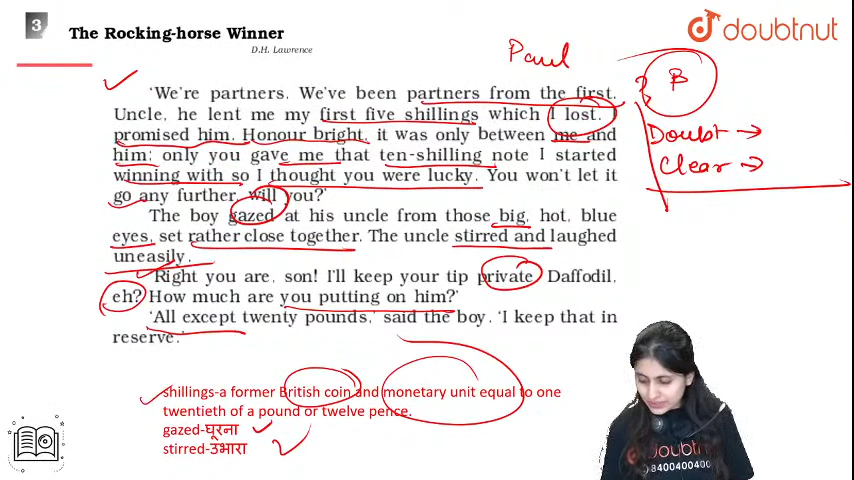 3
The Rocking-horse Winner
D.H. Lawrence
Paul
doubtnut
B
Doubt →
Clear →
'We're partners. We've been partners from the first.
Uncle, he lent me my first five shillings which I lost. I
promised him. Honour bright, it was only between me and
him; only you gave me that ten-shilling note I started
winning with so I thought you were lucky. You won't let it
go any further, will you?'
The boy gazed at his uncle from those big, hot, blue
eyes, set rather close together. The uncle stirred and laughed
uneasily.
'Right you are, son! I'll keep your tip private. Daffodil,
eh? How much are you putting on him?'
'All except twenty pounds,' said the boy. 'I keep that in
reserve.'
shillings-a former British coin and monetary unit equal to one
twentieth of a pound or twelve pence.
gazed-घूरना
stirred-उभारा
doubtnut
8400400400